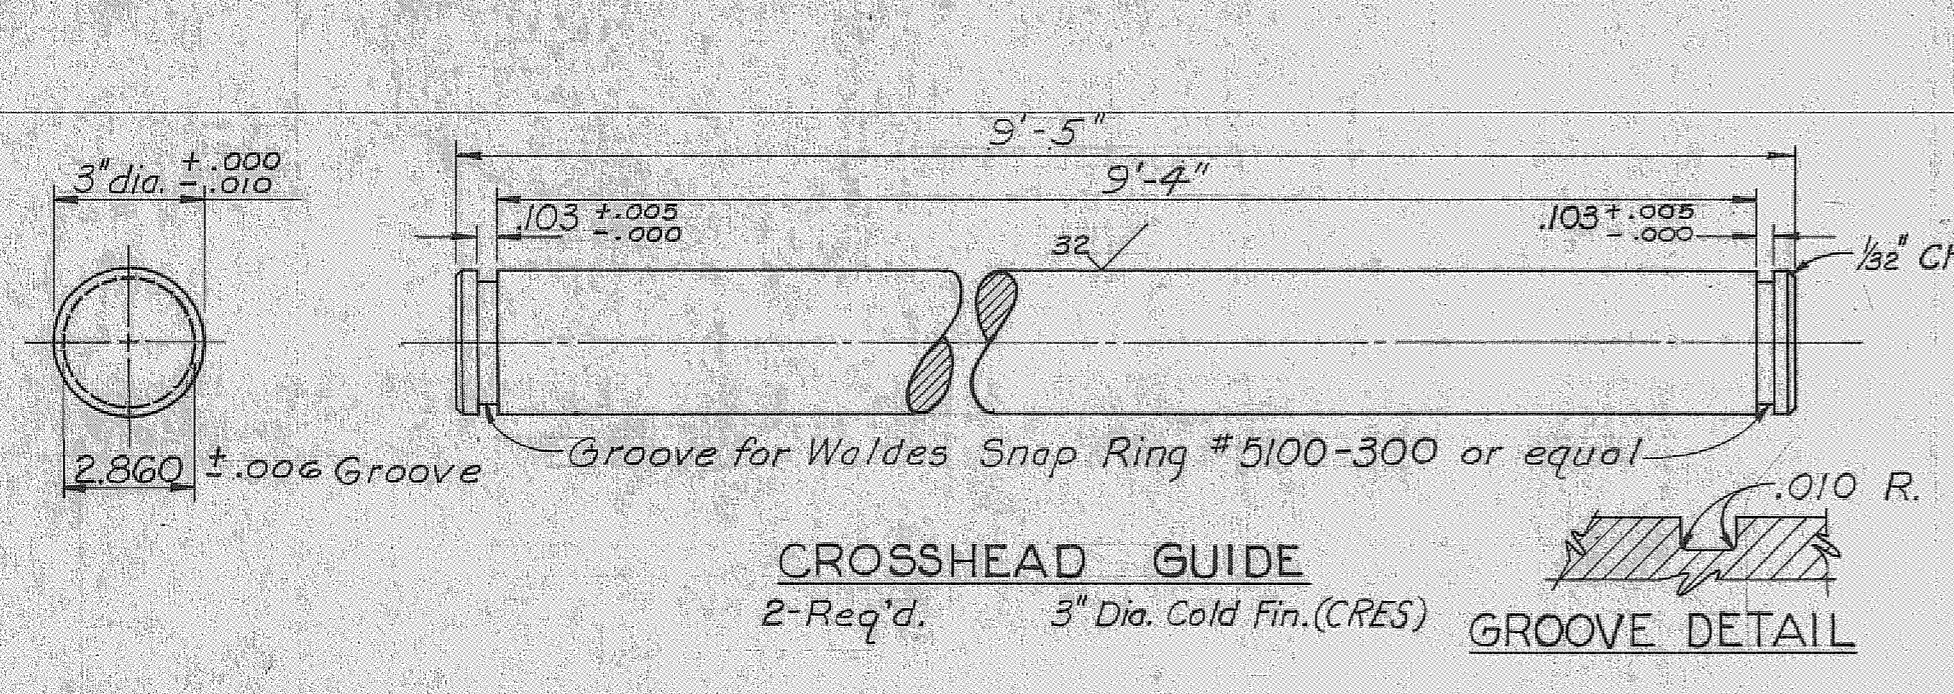 9'-5"
9'-4"
3"dia. +.000 -.010
.103 +.005 -.000
.103 +.005 -.000
32
1/32"
2.860 ±.006 Groove
Groove for Waldes Snap Ring #5100-300 or equal
.010 R.
CROSSHEAD GUIDE
2-Req'd. 3" Dia. Cold Fin.(CRES)
GROOVE DETAIL